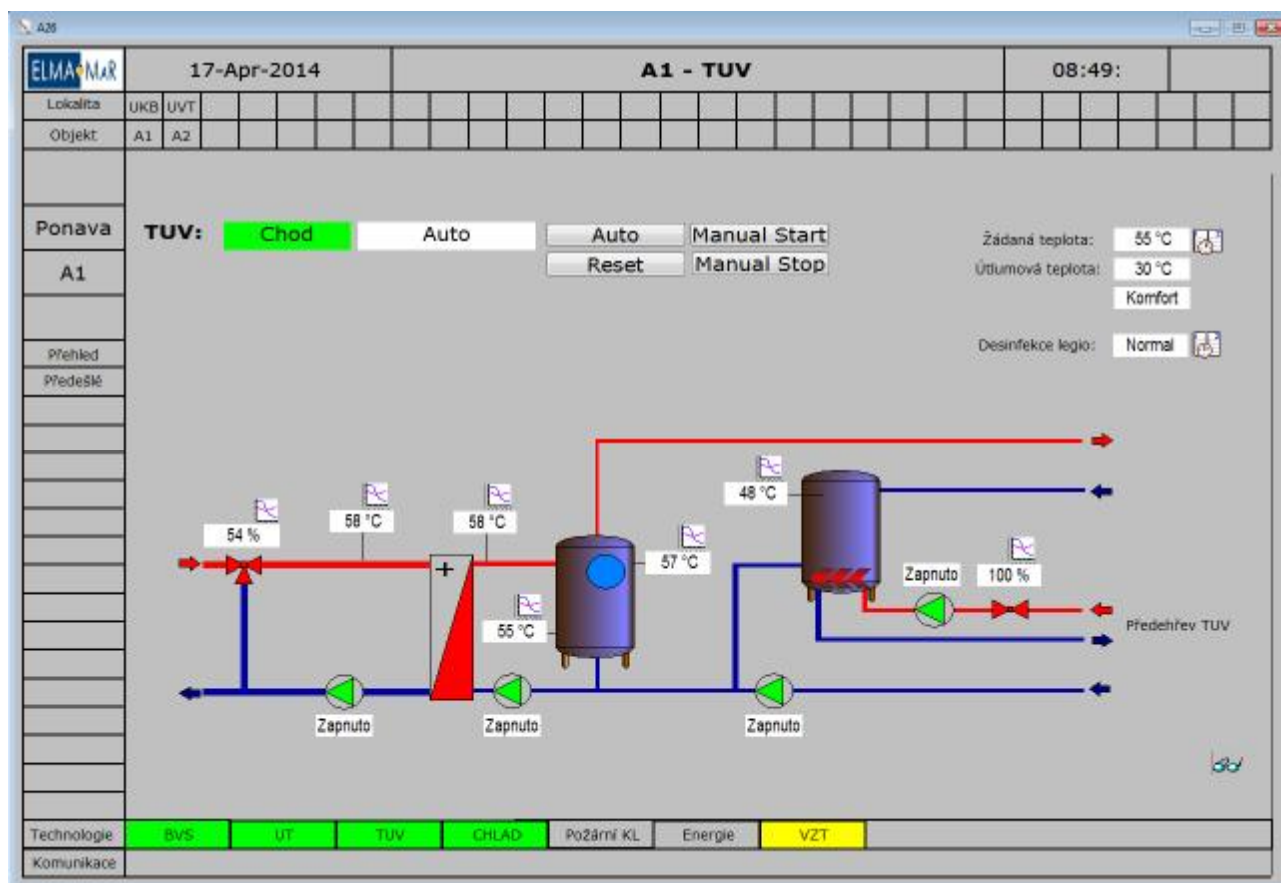 A26
ELMA MaR 17-Apr-2014 A1 - TUV 08:49:
Lokalita UKB UVT
Objekt A1 A2
Ponava
A1
Přehled
Předešlé
TUV: Chod Auto Auto Manual Start
Reset Manual Stop
Žádaná teplota: 55 °C
Útlumová teplota: 30 °C
Komfort
Desinfekce legio: Normal
48 °C
54 %
58 °C
58 °C
57 °C
Zapnuto
100 %
55 °C
Předehřev TUV
Zapnuto
Zapnuto
Zapnuto
Technologie BVS UT TUV CHLAD Požární KL Energie VZT
Komunikace